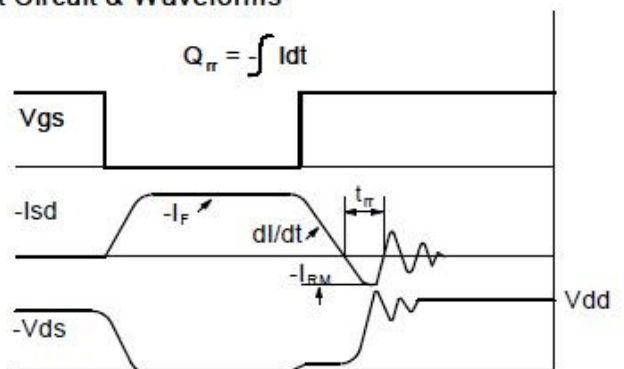 t Circuit & Waveforms
Qrr = -∫ Idt
Vgs
trr
-Isd
-IF
dI/dt
-IRM
Vdd
-Vds